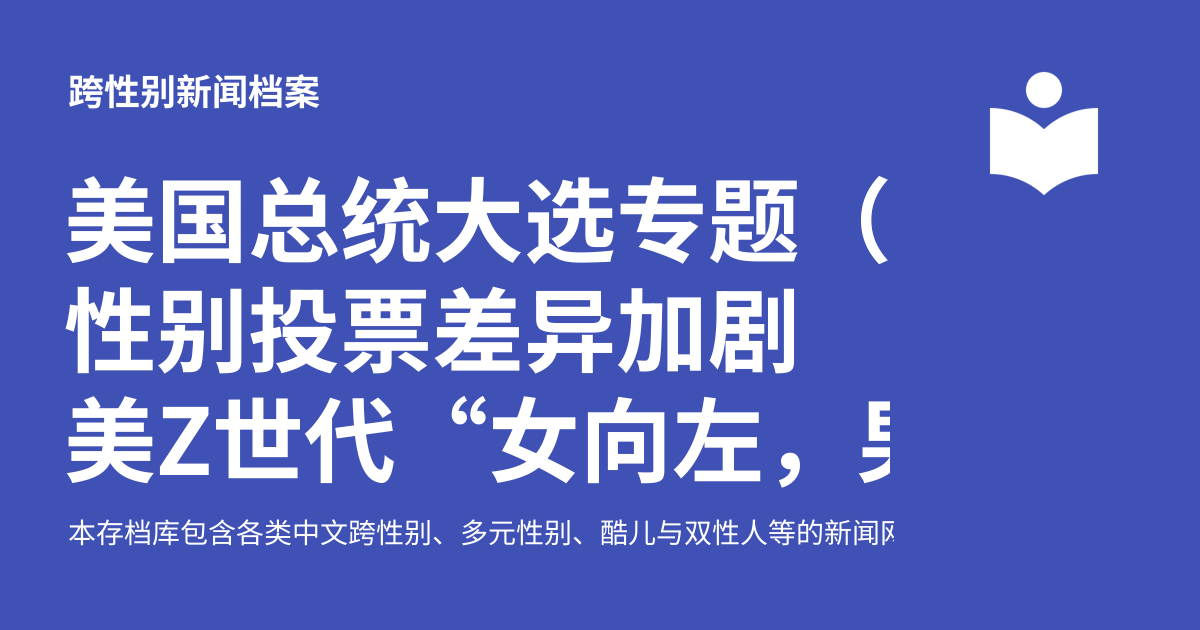 跨性别新闻档案
美国总统大选专题（
性别投票差异加剧
美Z世代“女向左，
本存档库包含各类中文跨性别、多元性别、酷儿与双性人等的新闻